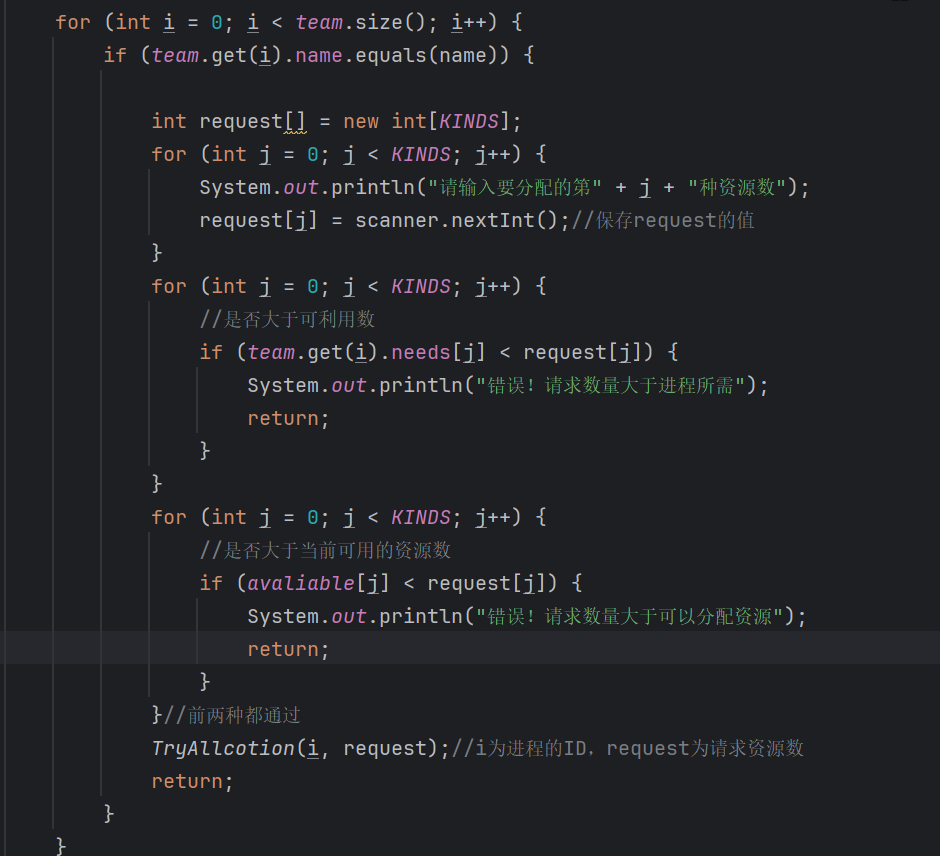 for (int i = 0; i < team.size(); i++) {
if (team.get(i).name.equals(name)) {
int request[] = new int[KINDS];
for (int j = 0; j < KINDS; j++) {
System.out.println("请输入要分配的第" + j + "种资源数");
request[j] = scanner.nextInt();//保存request的值
}
for (int j = 0; j < KINDS; j++) {
//是否大于可利用数
if (team.get(i).needs[j] < request[j]) {
System.out.println("错误！请求数量大于进程所需");
return;
}
}
for (int j = 0; j < KINDS; j++) {
//是否大于当前可用的资源数
if (avaliable[j] < request[j]) {
System.out.println("错误！请求数量大于可以分配资源");
return;
}
}//前两种都通过
TryAllcotion(i, request);//i为进程的ID，request为请求资源数
return;
}
}